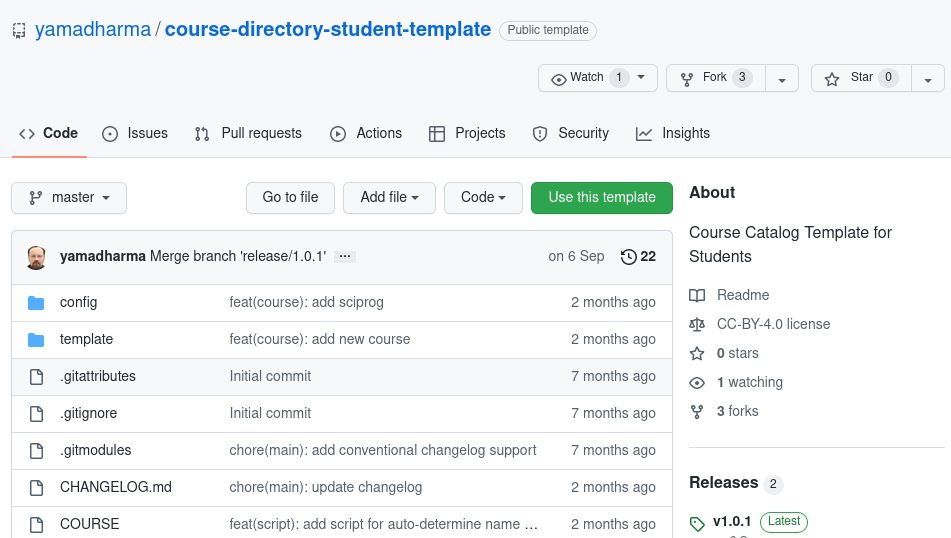 yamadharma / course-directory-student-template Public template
Watch 1 Fork 3 Star 0
Code Issues Pull requests Actions Projects Security Insights
master Go to file Add file Code Use this template
yamadharma Merge branch 'release/1.0.1' ... on 6 Sep 22
config feat(course): add sciprog 2 months ago
template feat(course): add new course 2 months ago
.gitattributes Initial commit 7 months ago
.gitignore Initial commit 7 months ago
.gitmodules chore(main): add conventional changelog support 7 months ago
CHANGELOG.md chore(main): update changelog 2 months ago
COURSE feat(script): add script for auto-determine name ... 2 months ago
About
Course Catalog Template for
Students
Readme
CC-BY-4.0 license
0 stars
1 watching
3 forks
Releases 2
v1.0.1 Latest